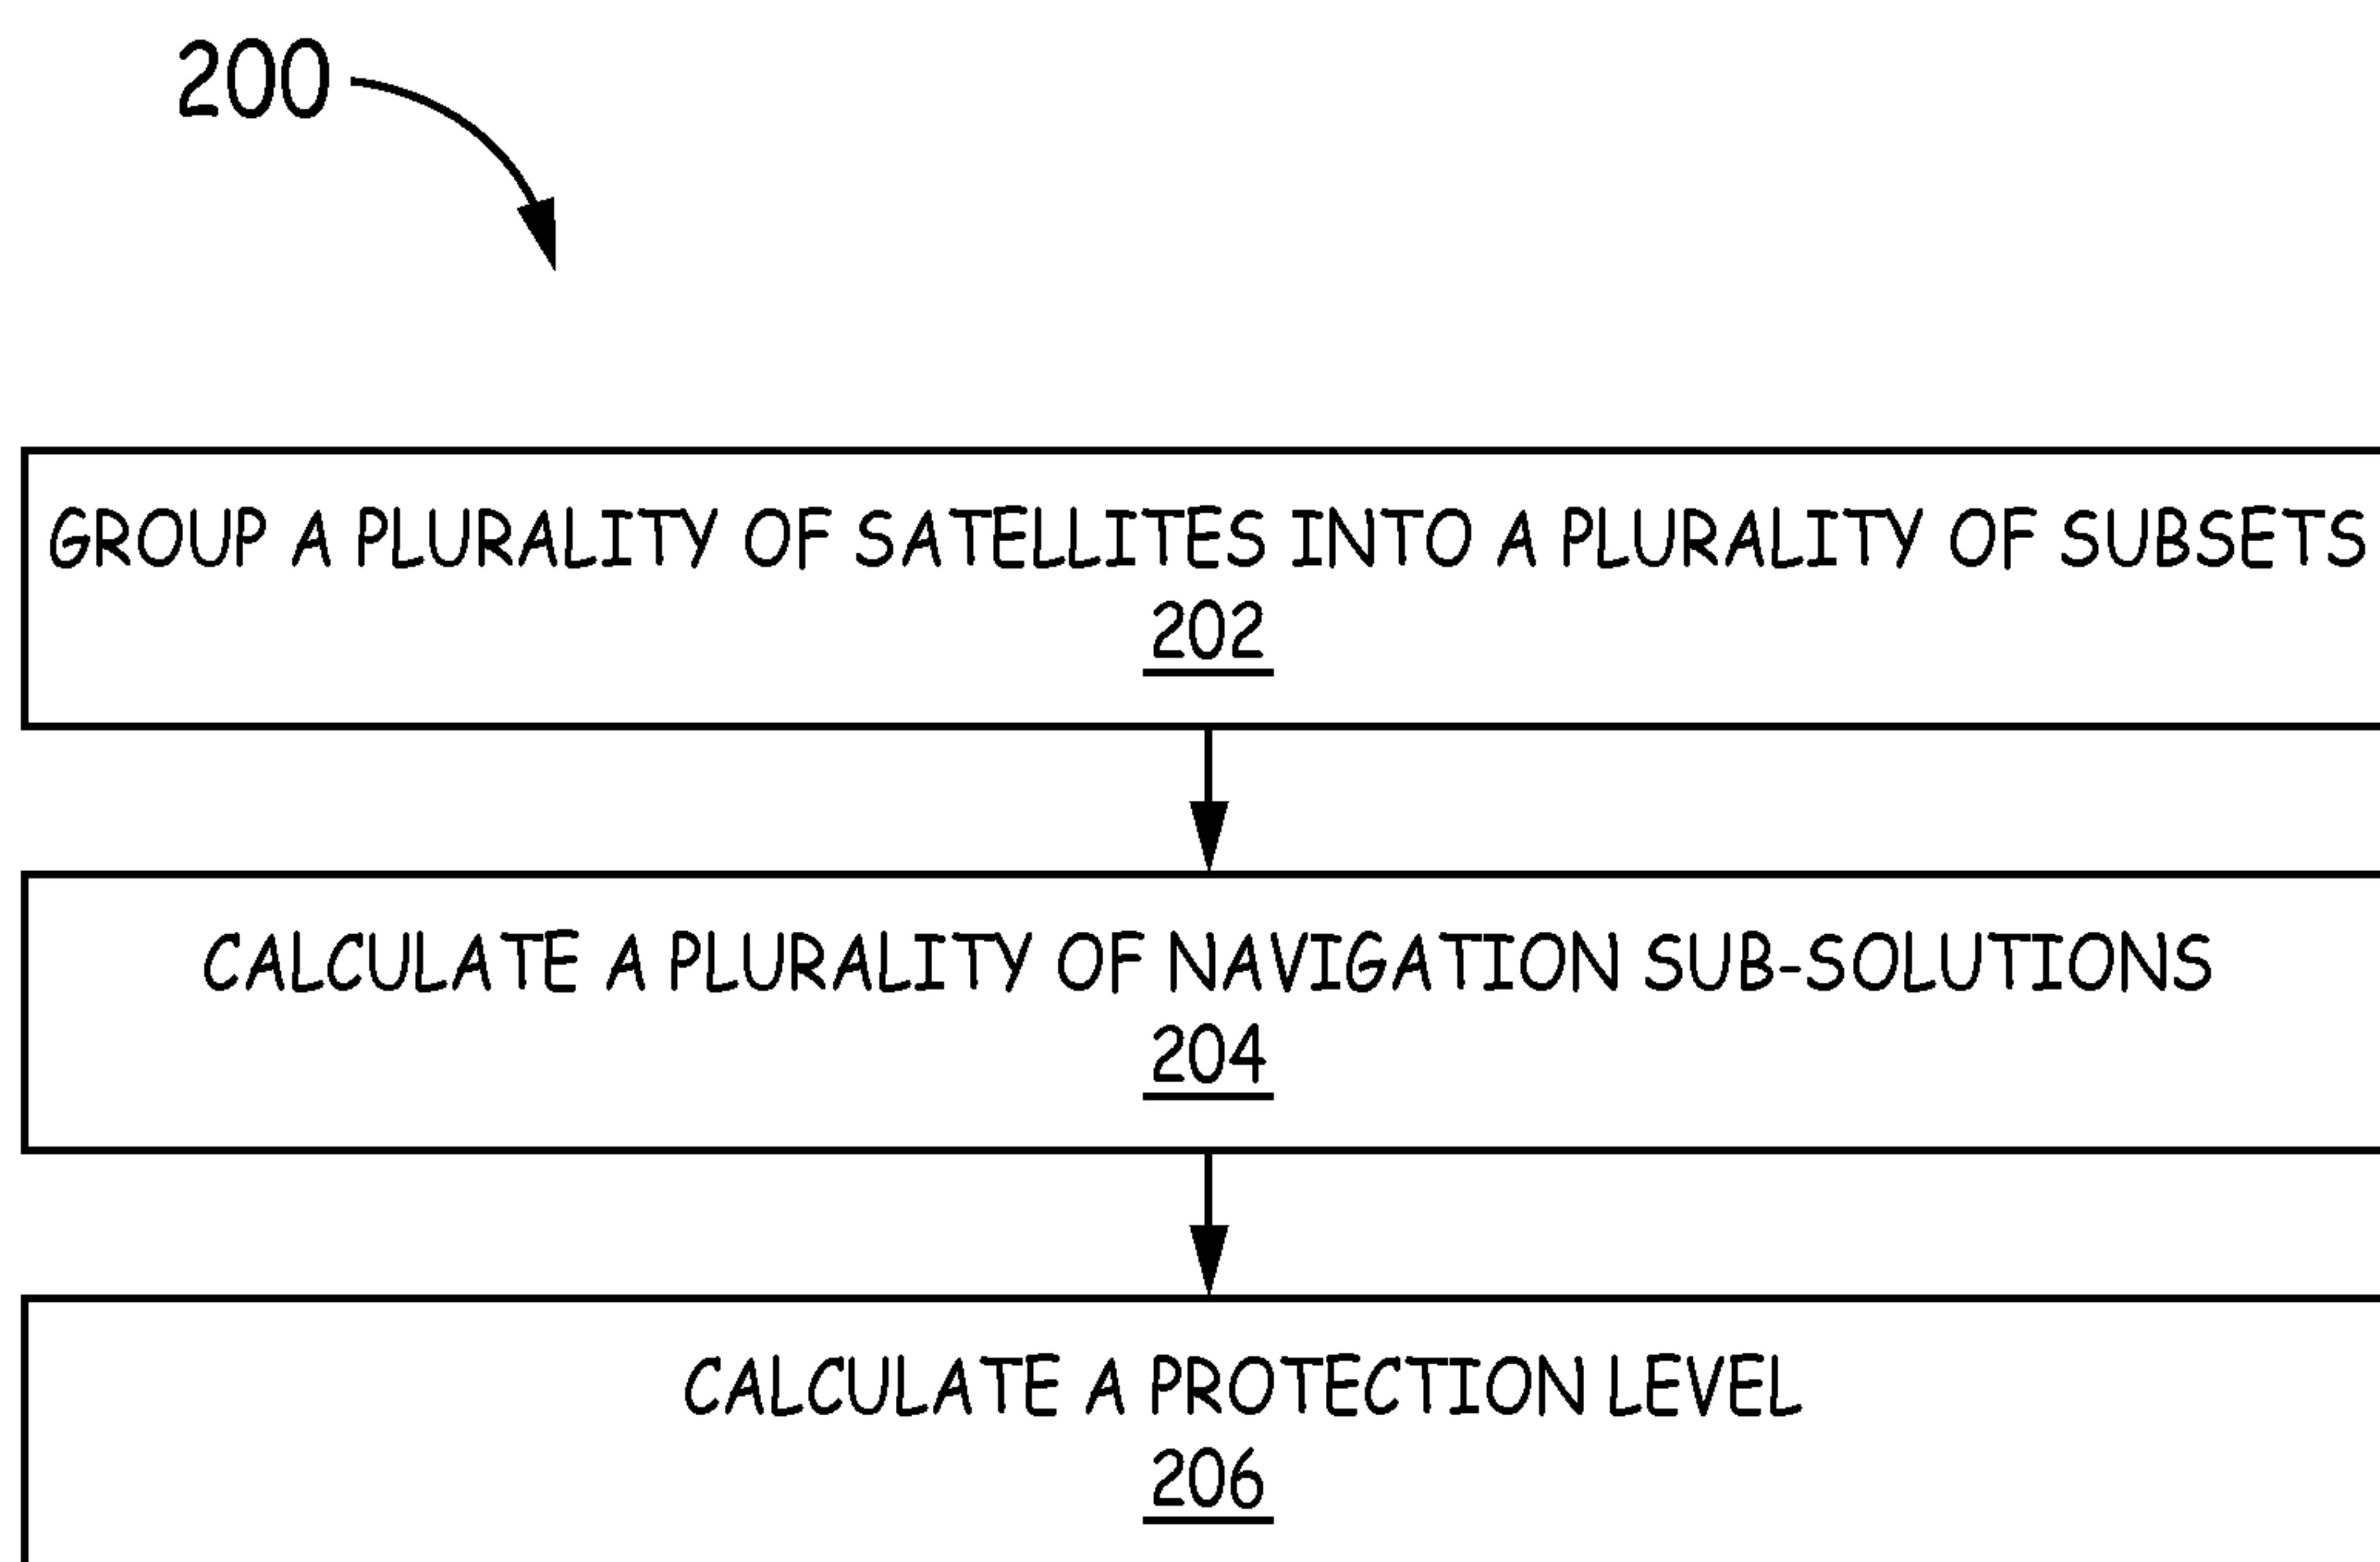 200
GROUP A PLURALITY OF SATELLITES INTO A PLURALITY OF SUBSETS
202
CALCULATE A PLURALITY OF NAVIGATION SUB-SOLUTIONS
204
CALCULATE A PROTECTION LEVEL
206